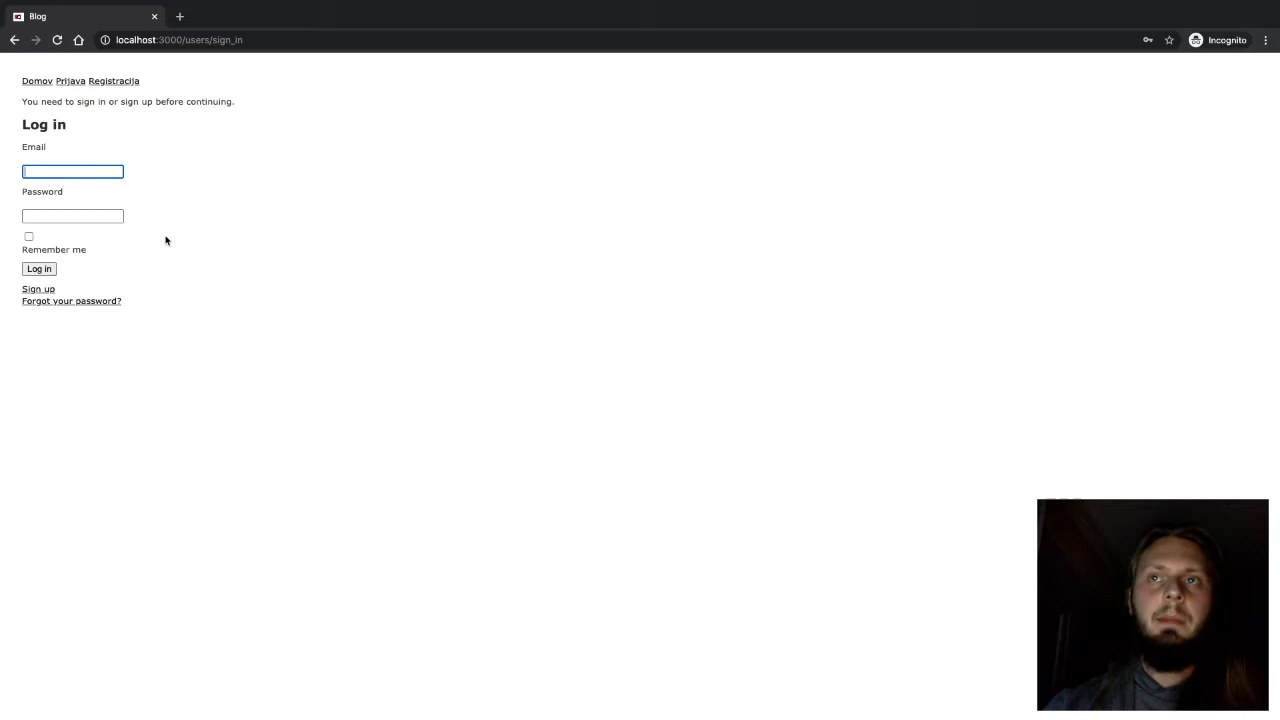 Blog
localhost:3000/users/sign_in
Incognito
Domov Prijava Registracija
You need to sign in or sign up before continuing.
Log in
Email
Password
Remember me
Log in
Sign up
Forgot your password?